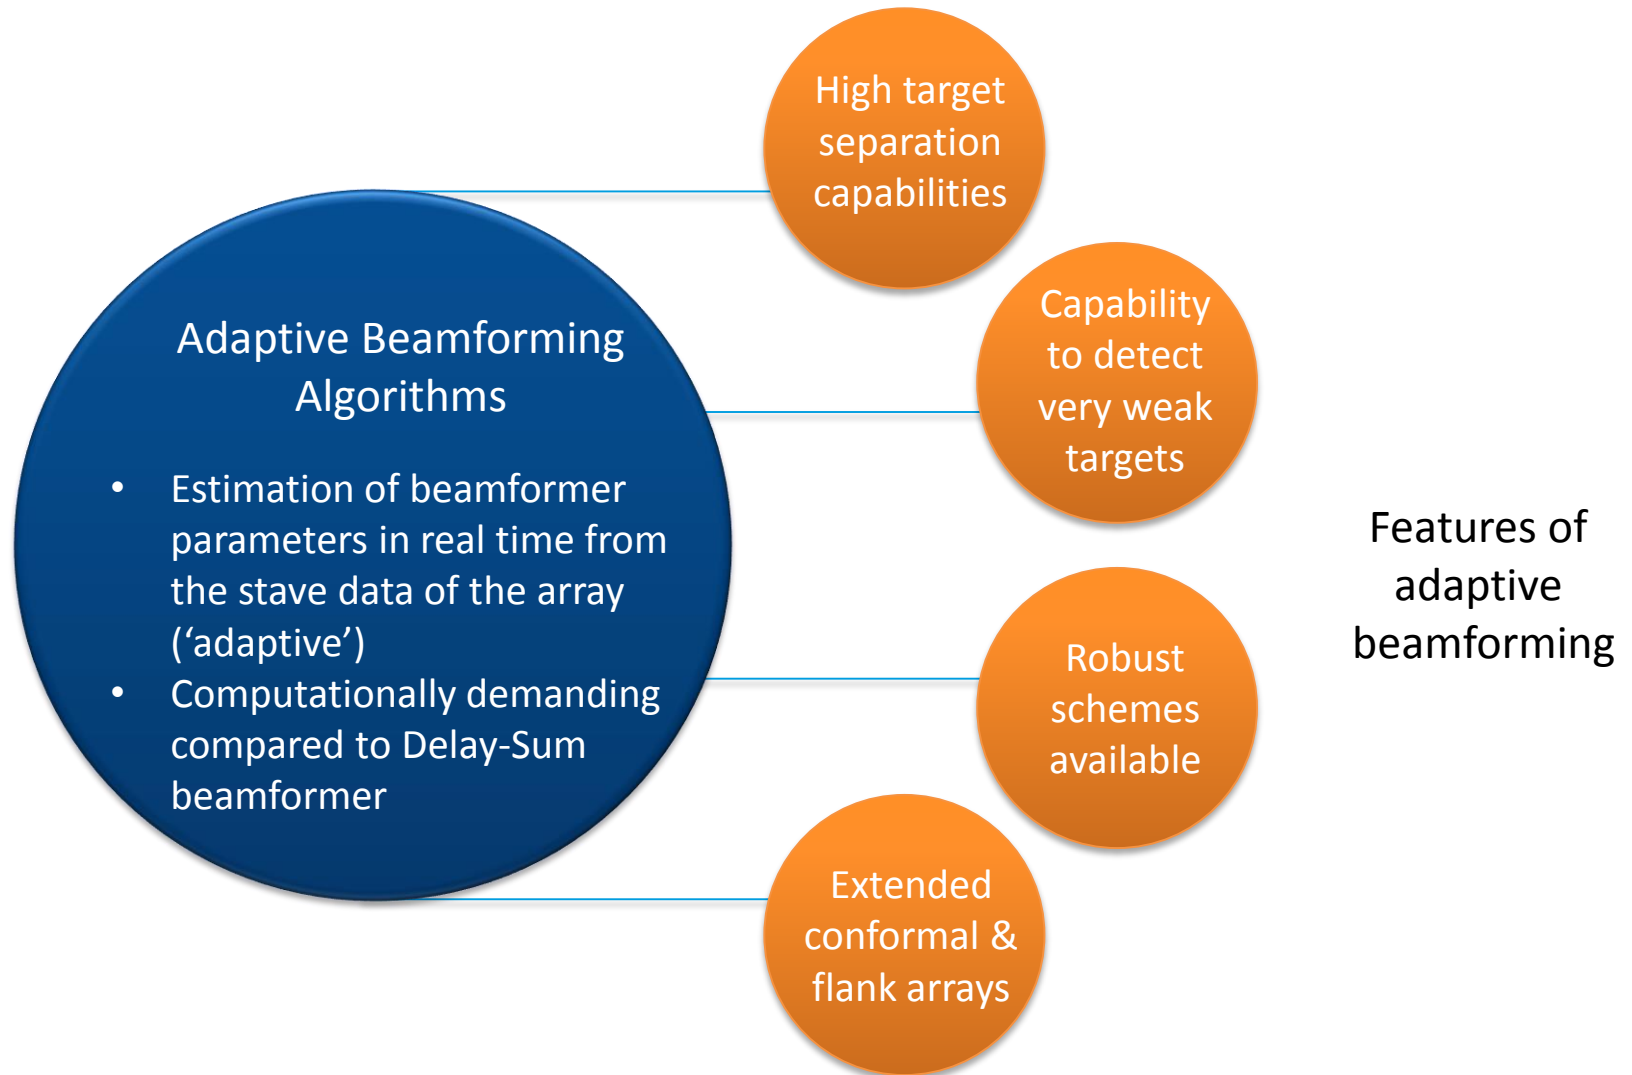 Adaptive Beamforming
Algorithms
• Estimation of beamformer
parameters in real time from
the stave data of the array
(‘adaptive’)
• Computationally demanding
compared to Delay-Sum
beamformer
High target
separation
capabilities
Capability
to detect
very weak
targets
Robust
schemes
available
Extended
conformal &
flank arrays
Features of
adaptive
beamforming